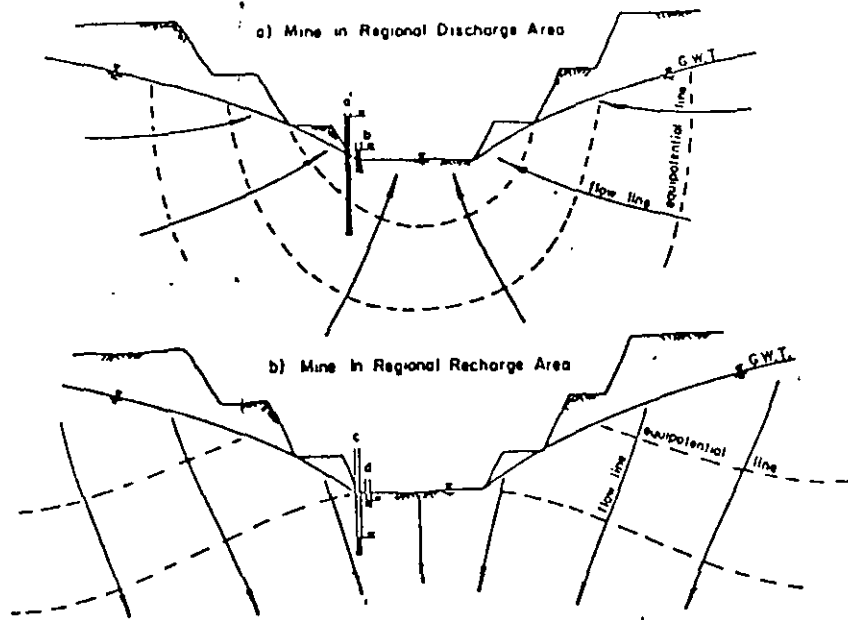 a) Mine in Regional Discharge Area
G.W.T.
a'
b
flow line
equipotential line
b) Mine In Regional Recharge Area
G.W.T.
c
d
equipotential line
flow line